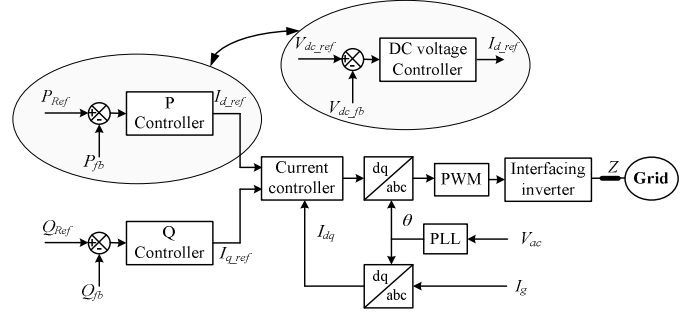 V_dc_ref
DC voltage
Controller
I_d_ref
V_dc_fb
P_Ref
P
Controller
I_d_ref
P_fb
Current
controller
dq
abc
PWM
Interfacing
inverter
Z
Grid
Q_Ref
Q
Controller
I_q_ref
Q_fb
I_dq
θ
PLL
V_ac
dq
abc
I_g